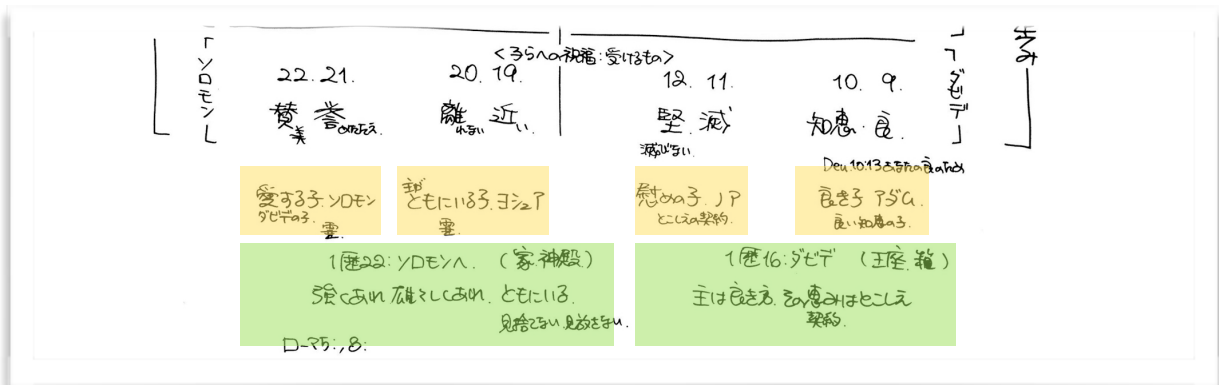 歩み
<子らへの祝福:受けるもの>
「ソロモン」
「ダビデ」
22. 21. 20. 19. 12. 11. 10. 9.
賛 誉 離 近 堅. 滅 知恵・良.
美 れない い. 滅びない.
Deu.10:13 あなたの良のため
愛する子:ソロモン
ダビデの子.
霊.
主が
ともにいる子. ヨシュア
霊.
慰めの子. ノア
とこしえの契約.
良き子 アダム
良い知恵の子.
1歴22:ソロモンへ. (家.神殿)
強くあれ 雄々しくあれ. ともにいる.
見捨てない 見放さない.
1歴16:ダビデ (王座. 箱)
主は良き方. その恵みはとこしえ
契約.
ローマ5:,8: